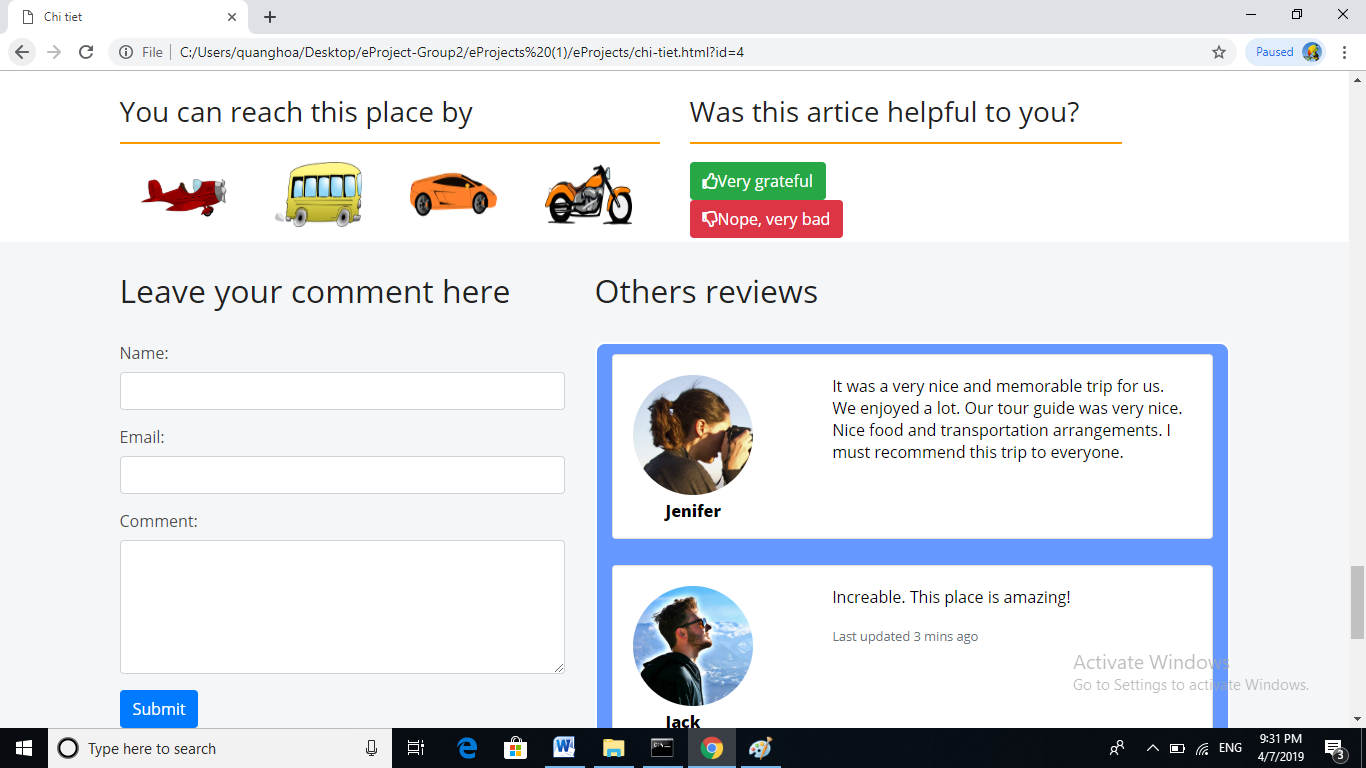 Chi tiet
File
C:/Users/quanghoa/Desktop/eProject-Group2/eProjects%20(1)/eProjects/chi-tiet.html?id=4
Paused
You can reach this place by
Was this artice helpful to you?
Very grateful
Nope, very bad
Leave your comment here
Name:
Email:
Comment:
Submit
Others reviews
It was a very nice and memorable trip for us.
We enjoyed a lot. Our tour guide was very nice.
Nice food and transportation arrangements. I
must recommend this trip to everyone.
Jenifer
Increable. This place is amazing!
Last updated 3 mins ago
Jack
Activate Windows
Go to Settings to activate Windows.
Type here to search
ENG
9:31 PM
4/7/2019
3